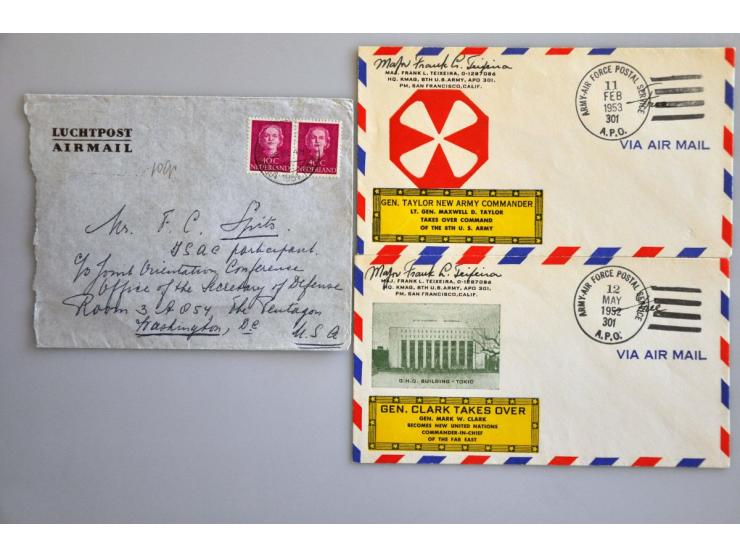 LUCHTPOST
AIRMAIL
40C 40C
NEDERLAND NEDERLAND
Mr. F. C. Spits
JSAC participant.
c/o Joint Orientation Conference
Office of the Secretary of Defense
Room 3 A 054, The Pentagon
Washington, DC
U.S.A
Major Frank L. Teixeira
MAJ. FRANK L. TEIXEIRA, O-1287086
HQ. KMAG, 8TH U.S.ARMY, APO 301.
PM, SAN FRANCISCO,CALIF.
ARMY-AIR FORCE POSTAL SERVICE
11
FEB
1953
301
A.P.O.
Free
VIA AIR MAIL
GEN. TAYLOR NEW ARMY COMMANDER
LT. GEN. MAXWELL D. TAYLOR
TAKES OVER COMMAND
OF THE 8TH U. S. ARMY
Major Frank L. Teixeira
MAJ. FRANK L. TEIXEIRA, O-1287086
HQ. KMAG, 8TH U.S.ARMY, APO 301,
PM, SAN FRANCISCO,CALIF.
ARMY-AIR FORCE POSTAL SERVICE
12
MAY
1952
301
A.P.O.
Free
VIA AIR MAIL
G.H.Q. BUILDING - TOKIO
GEN. CLARK TAKES OVER
GEN. MARK W. CLARK
BECOMES NEW UNITED NATIONS
COMMANDER-IN-CHIEF
OF THE FAR EAST